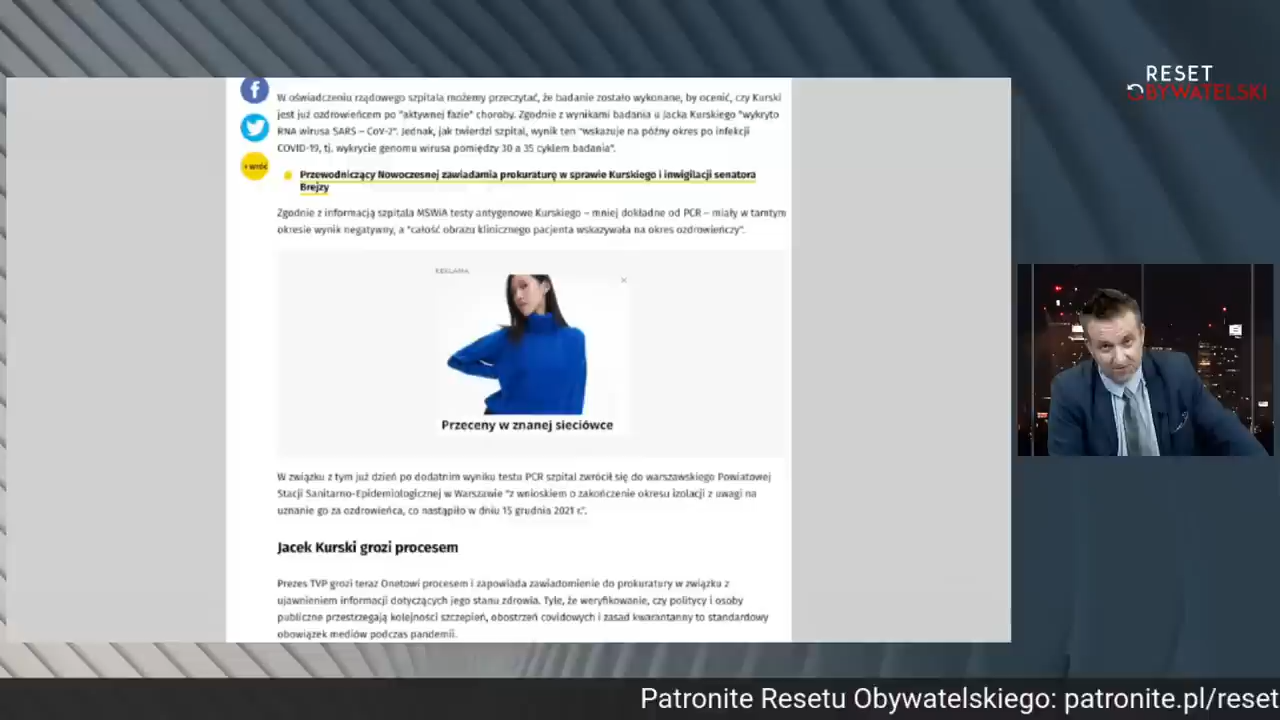 RESET
OBYWATELSKI
W oświadczeniu rządowego szpitala możemy przeczytać, że badanie zostało wykonane, by ocenić, czy Kurski
jest już ozdrowieńcem po "aktywnej fazie" choroby. Zgodnie z wynikami badania u Jacka Kurskiego "wykryto
RNA wirusa SARS – CoV-2". Jednak, jak twierdzi szpital, wynik ten "wskazuje na późny okres po infekcji
COVID-19, tj. wykrycie genomu wirusa pomiędzy 30 a 35 cyklem badania".
Przewodniczący Nowoczesnej zawiadamia prokuraturę w sprawie Kurskiego i inwigilacji senatora
Brejzy
Zgodnie z informacją szpitala MSWiA testy antygenowe Kurskiego – mniej dokładne od PCR – miały w tamtym
okresie wynik negatywny, a "całość obrazu klinicznego pacjenta wskazywała na okres ozdrowieńczy".
REKLAMA
Przeceny w znanej sieciówce
W związku z tym już dzień po dodatnim wyniku testu PCR szpital zwrócił się do warszawskiego Powiatowej
Stacji Sanitarno-Epidemiologicznej w Warszawie "z wnioskiem o zakończenie okresu izolacji z uwagi na
uznanie go za ozdrowieńca, co nastąpiło w dniu 15 grudnia 2021 r.".
Jacek Kurski grozi procesem
Prezes TVP grozi teraz Onetowi procesem i zapowiada zawiadomienie do prokuratury w związku z
ujawnieniem informacji dotyczących jego stanu zdrowia. Tyle, że weryfikowanie, czy politycy i osoby
publiczne przestrzegają kolejności szczepień, obostrzeń covidowych i zasad kwarantanny to standardowy
obowiązek mediów podczas pandemii.
Patronite Resetu Obywatelskiego: patronite.pl/reset